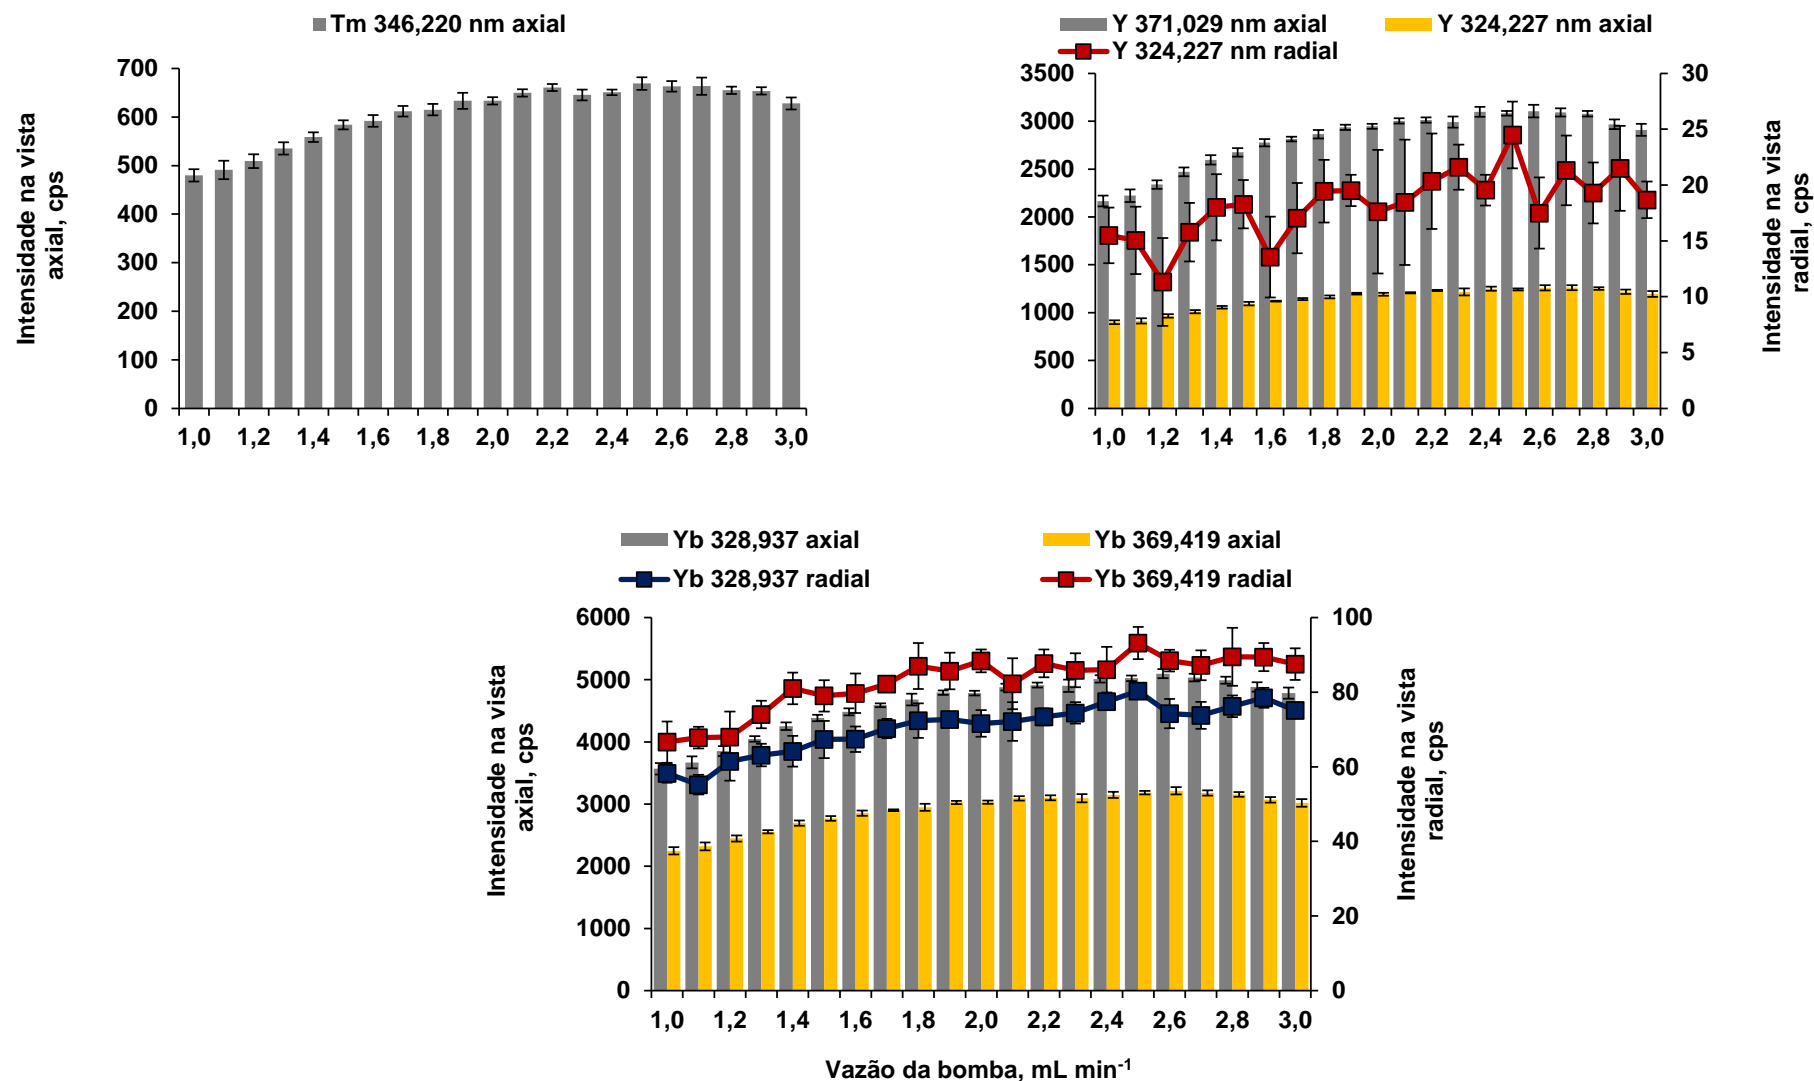 Tm 346,220 nm axial
Intensidade na vista
axial, cps
700
600
500
400
300
200
100
0
1,0 1,2 1,4 1,6 1,8 2,0 2,2 2,4 2,6 2,8 3,0
Y 371,029 nm axial Y 324,227 nm axial
Y 324,227 nm radial
3500
3000
2500
2000
1500
1000
500
0
30
25
20
15
10
5
0
Intensidade na vista
radial, cps
1,0 1,2 1,4 1,6 1,8 2,0 2,2 2,4 2,6 2,8 3,0
Yb 328,937 axial Yb 369,419 axial
Yb 328,937 radial Yb 369,419 radial
Intensidade na vista
axial, cps
6000
5000
4000
3000
2000
1000
0
100
80
60
40
20
0
Intensidade na vista
radial, cps
1,0 1,2 1,4 1,6 1,8 2,0 2,2 2,4 2,6 2,8 3,0
Vazão da bomba, mL min⁻¹